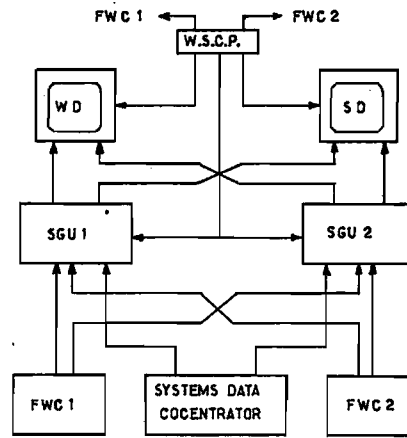 FWC 1 FWC 2
W.S.C.P.
WD SD
SGU 1 SGU 2
FWC 1 SYSTEMS DATA FWC 2
COCENTRATOR